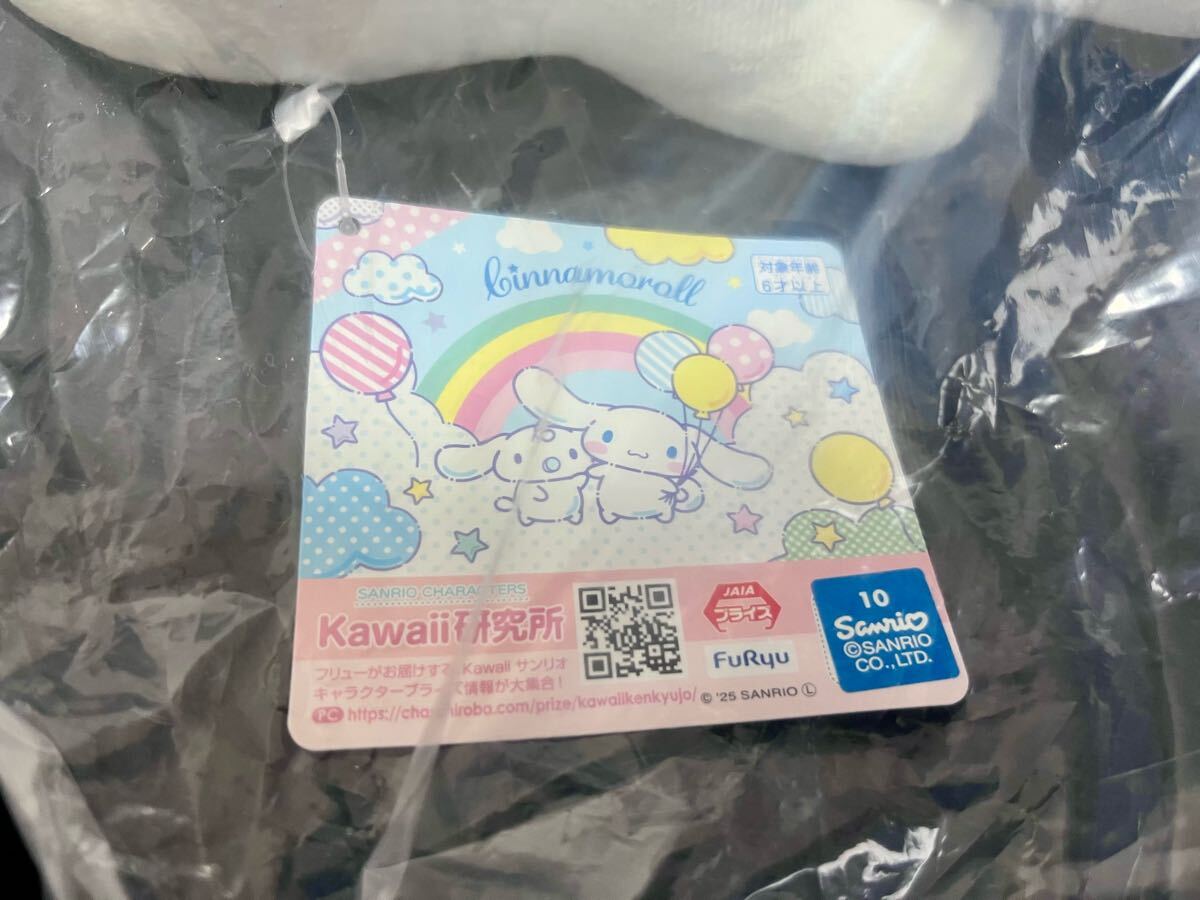 Cinnamoroll
対象年齢
6才以上
SANRIO CHARACTERS
Kawaii研究所
フリューがお届けする Kawaii サンリオ
キャラクタープライズ情報が大集合!
PC https://charahiroba.com/prize/kawaiikenkyujo/
JAIA
プライズ
FuRyu
© '25 SANRIO Ⓛ
10
Sanrio
©SANRIO
CO.,LTD.